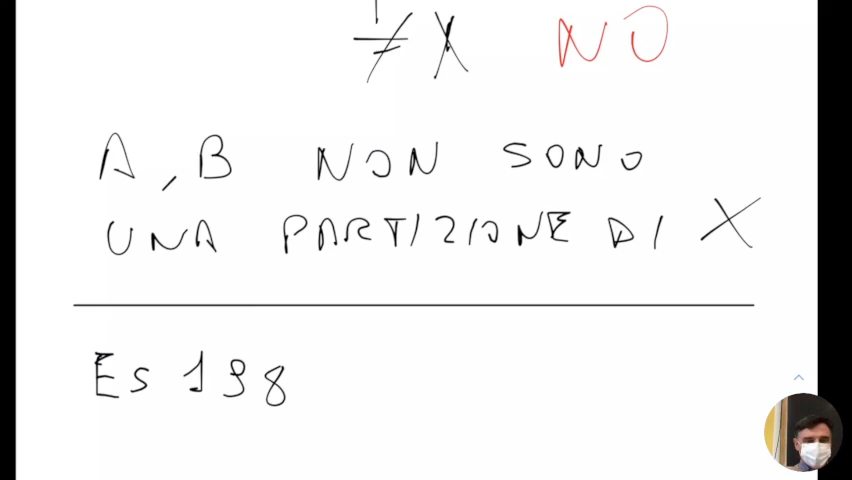 ≠ X NO
A, B NON SONO
UNA PARTIZIONE DI X
Es 198